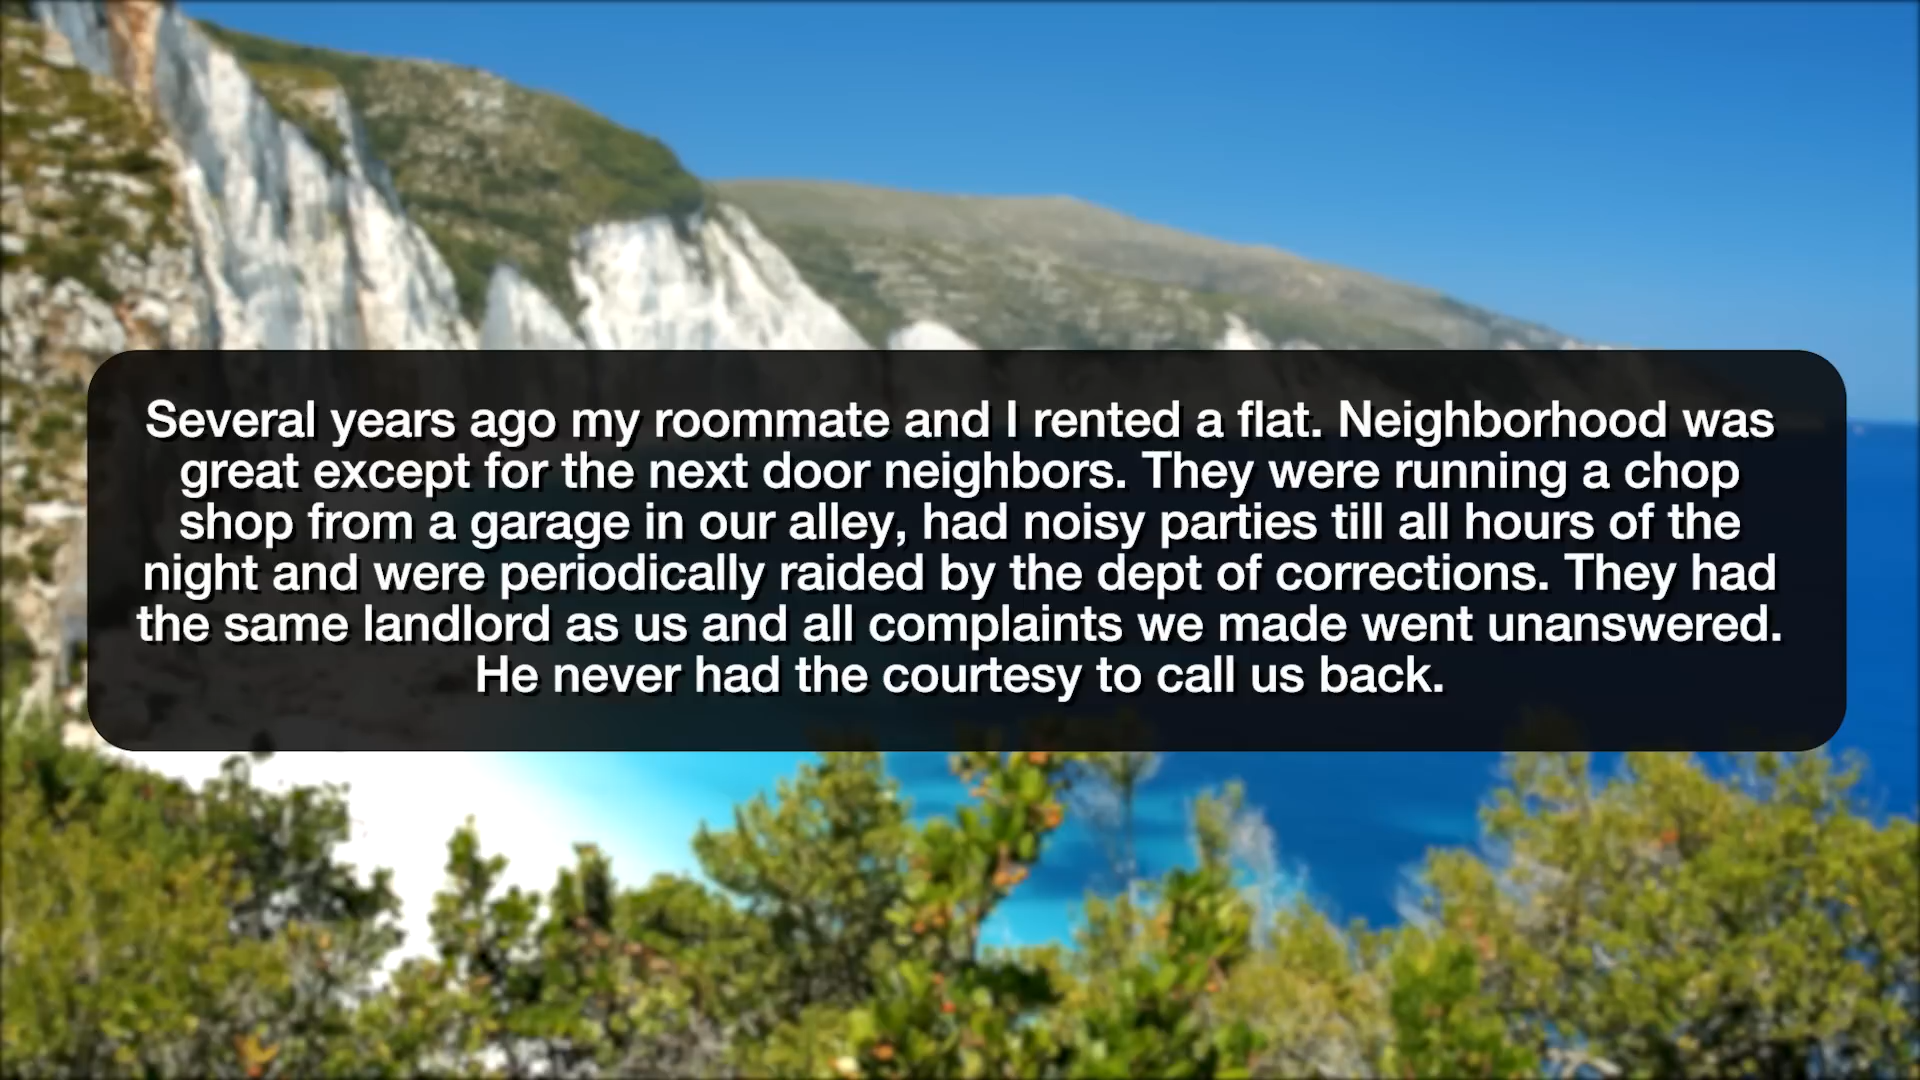 Several years ago my roommate and I rented a flat. Neighborhood was
great except for the next door neighbors. They were running a chop
shop from a garage in our alley, had noisy parties till all hours of the
night and were periodically raided by the dept of corrections. They had
the same landlord as us and all complaints we made went unanswered.
He never had the courtesy to call us back.